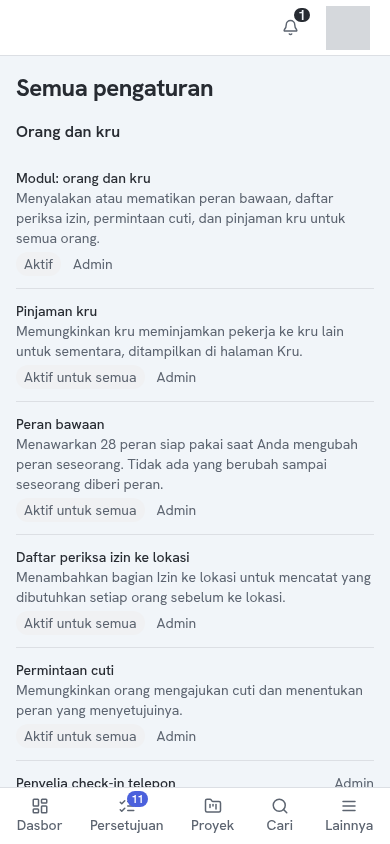 1
Semua pengaturan
Orang dan kru
Modul: orang dan kru
Menyalakan atau mematikan peran bawaan, daftar
periksa izin, permintaan cuti, dan pinjaman kru untuk
semua orang.
Aktif Admin
Pinjaman kru
Memungkinkan kru meminjamkan pekerja ke kru lain
untuk sementara, ditampilkan di halaman Kru.
Aktif untuk semua Admin
Peran bawaan
Menawarkan 28 peran siap pakai saat Anda mengubah
peran seseorang. Tidak ada yang berubah sampai
seseorang diberi peran.
Aktif untuk semua Admin
Daftar periksa izin ke lokasi
Menambahkan bagian Izin ke lokasi untuk mencatat yang
dibutuhkan setiap orang sebelum ke lokasi.
Aktif untuk semua Admin
Permintaan cuti
Memungkinkan orang mengajukan cuti dan menentukan
peran yang menyetujuinya.
Aktif untuk semua Admin
Penyelia check-in telepon Admin
11
Dasbor Persetujuan Proyek Cari Lainnya